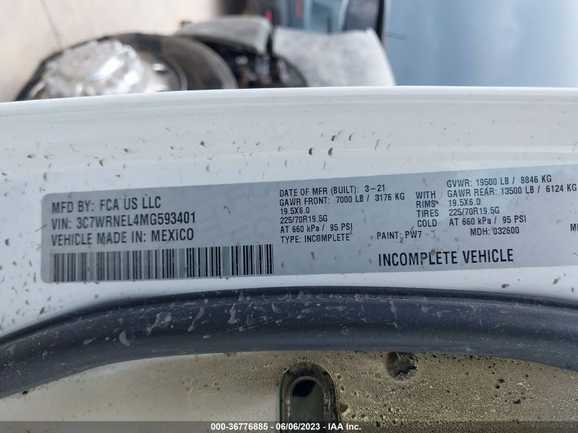 MFD BY: FCA US LLC
VIN: 3C7WRNEL4MG593401
VEHICLE MADE IN: MEXICO
DATE OF MFR (BUILT): 3-21
GAWR FRONT: 7000 LB / 3176 KG
19.5X6.0
225/70R19.5G
AT 660 kPa / 95 PSI
TYPE: INCOMPLETE
WITH
RIMS
TIRES
COLD
GVWR: 19500 LB / 8846 KG
GAWR REAR: 13500 LB / 6124 KG
19.5X6.0
225/70R19.5G
AT 660 kPa / 95 PSI
PAINT: PW7
MDH: 032600
INCOMPLETE VEHICLE
000-36776885 - 06/06/2023 - IAA Inc.